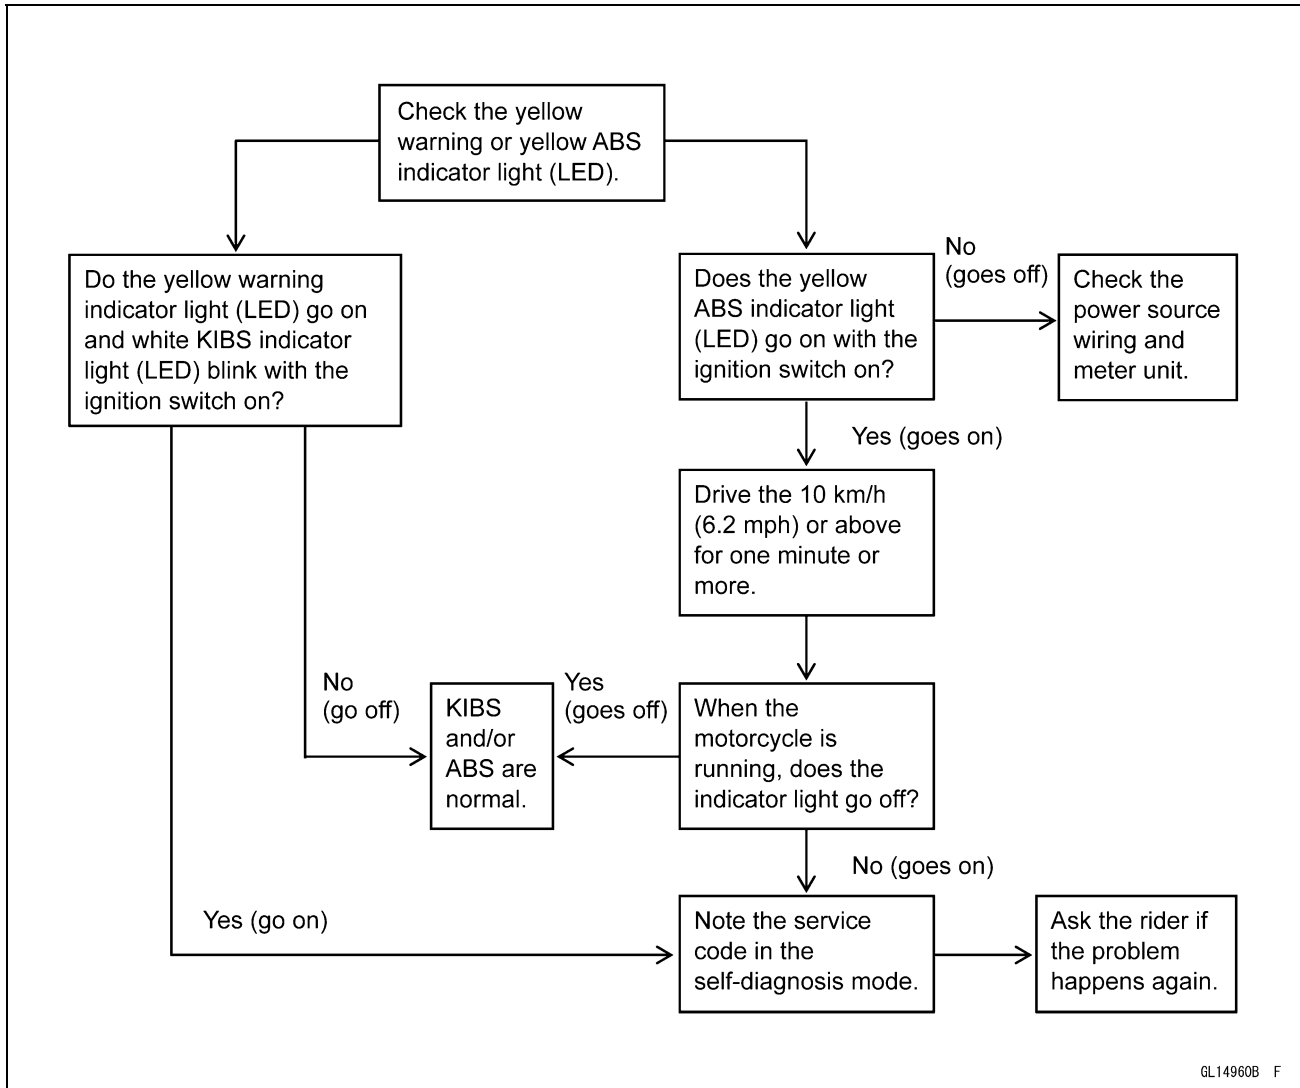 Check the yellow
warning or yellow ABS
indicator light (LED).
Do the yellow warning
indicator light (LED) go on
and white KIBS indicator
light (LED) blink with the
ignition switch on?
Does the yellow
ABS indicator light
(LED) go on with the
ignition switch on?
No
(goes off)
Check the
power source
wiring and
meter unit.
Yes (goes on)
Drive the 10 km/h
(6.2 mph) or above
for one minute or
more.
No
(go off)
KIBS
and/or
ABS are
normal.
Yes
(goes off)
When the
motorcycle is
running, does the
indicator light go off?
No (goes on)
Yes (go on)
Note the service
code in the
self-diagnosis mode.
Ask the rider if
the problem
happens again.
GL14960B F